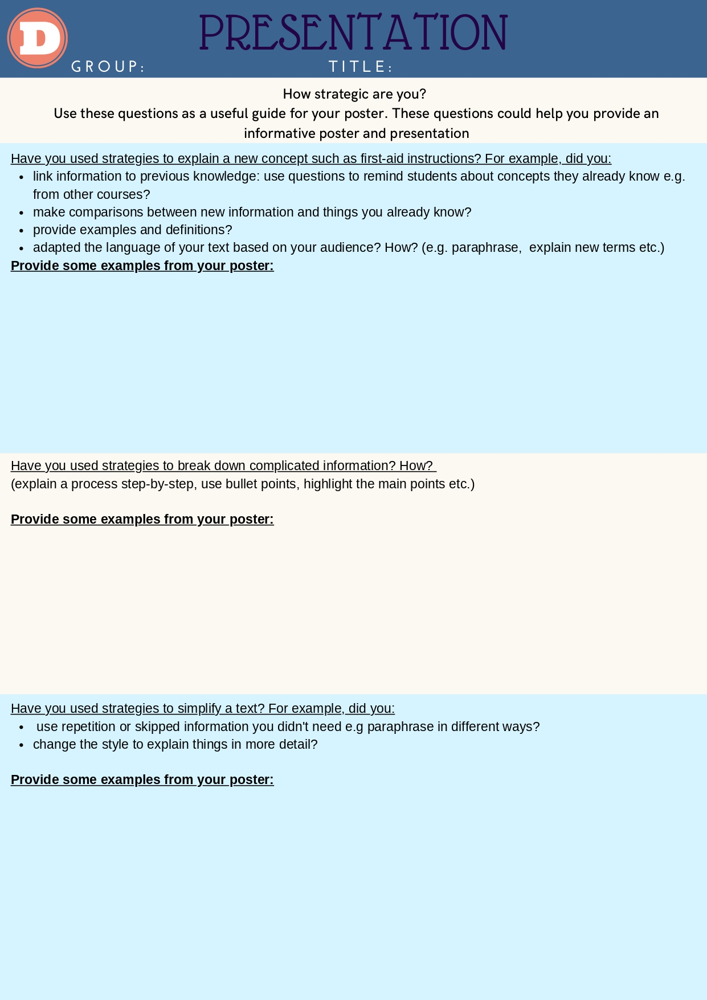 D
PRESENTATION
GROUP: TITLE:
How strategic are you?
Use these questions as a useful guide for your poster. These questions could help you provide an
informative poster and presentation
Have you used strategies to explain a new concept such as first-aid instructions? For example, did you:
• link information to previous knowledge: use questions to remind students about concepts they already know e.g.
from other courses?
• make comparisons between new information and things you already know?
• provide examples and definitions?
• adapted the language of your text based on your audience? How? (e.g. paraphrase,  explain new terms etc.)
Provide some examples from your poster:
Have you used strategies to break down complicated information? How?
(explain a process step-by-step, use bullet points, highlight the main points etc.)
Provide some examples from your poster:
Have you used strategies to simplify a text? For example, did you:
• use repetition or skipped information you didn't need e.g paraphrase in different ways?
• change the style to explain things in more detail?
Provide some examples from your poster: